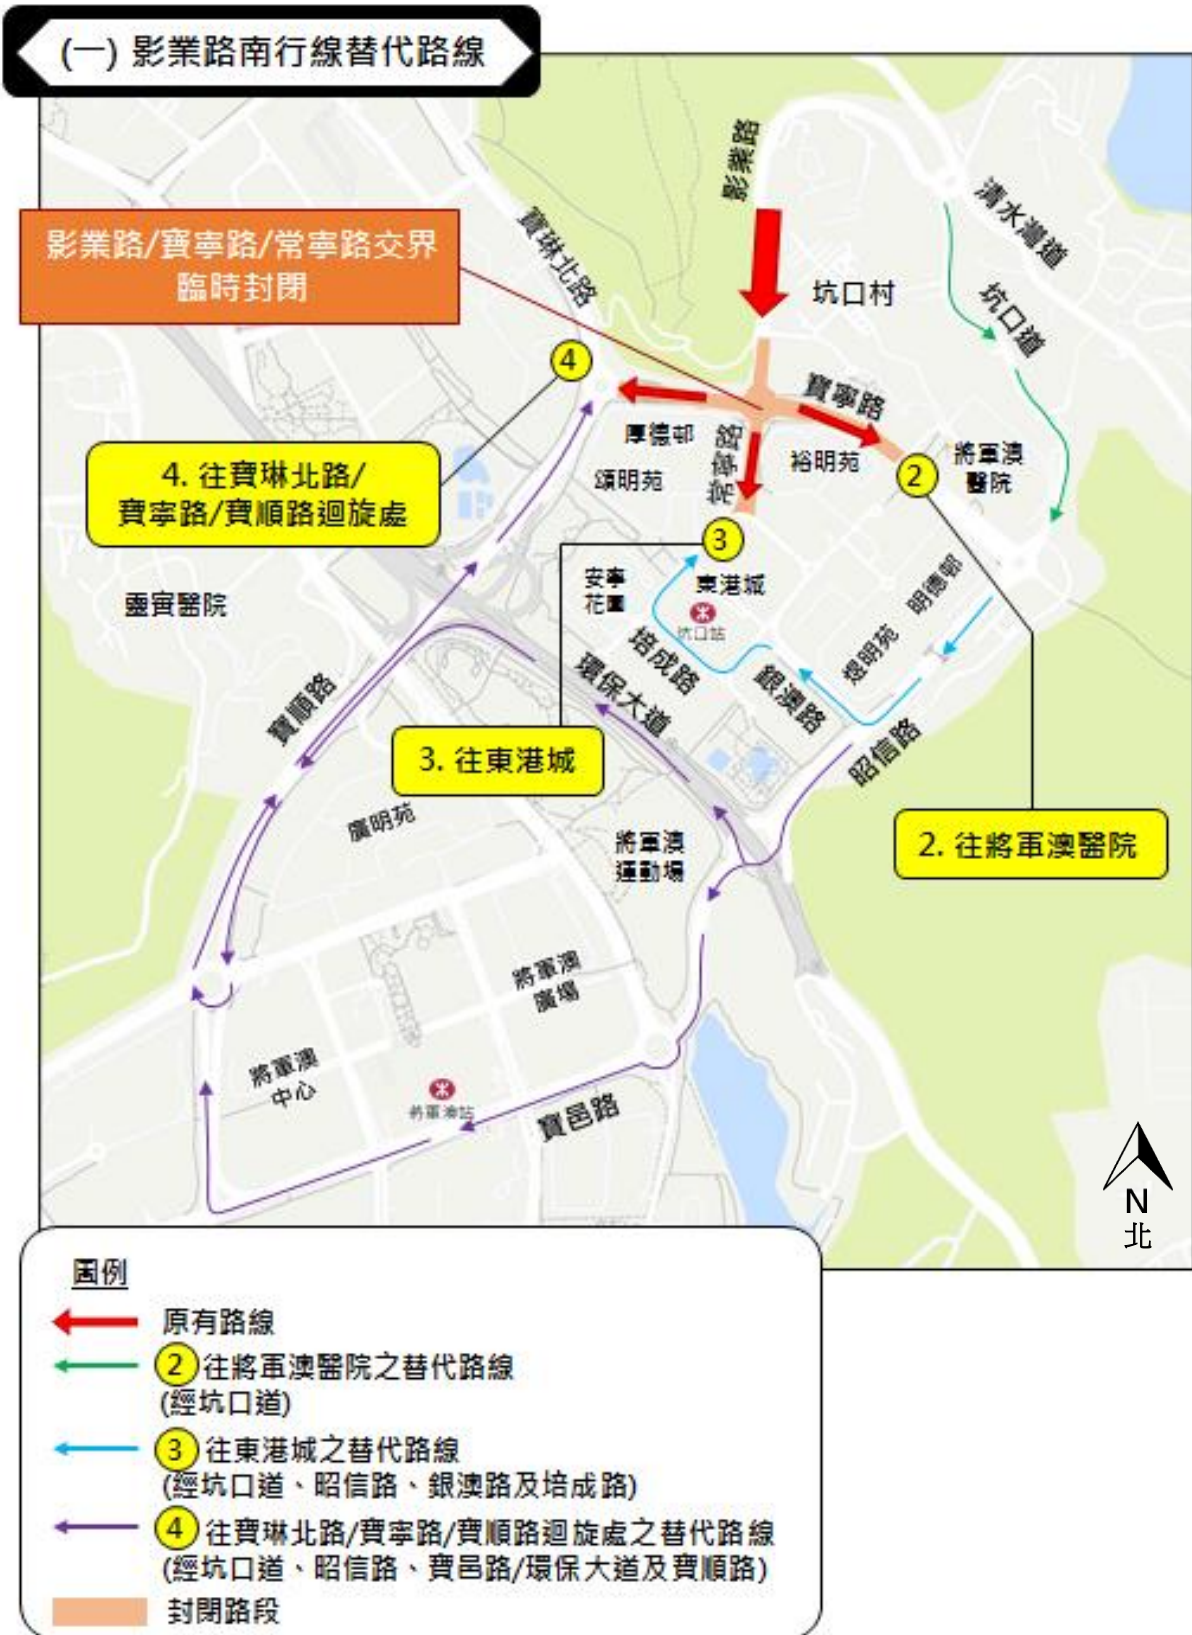 (一) 影業路南行線替代路線
影業路
清水灣道
寶琳北路
影業路/寶寧路/常寧路交界
臨時封閉
坑口村
坑口道
4
寶寧路
厚德邨
常寧路
裕明苑
將軍澳
醫院
2
頌明苑
4. 往寶琳北路/
寶寧路/寶順路迴旋處
3
安寧
花園
東港城
坑口站
明德邨
靈實醫院
培成路
煜明苑
環保大道
銀澳路
寶順路
昭信路
3. 往東港城
廣明苑
將軍澳
運動場
2. 往將軍澳醫院
將軍澳
廣場
將軍澳
中心
將軍澳站
寶邑路
N
北
圖例
原有路線
2 往將軍澳醫院之替代路線
(經坑口道)
3 往東港城之替代路線
(經坑口道、昭信路、銀澳路及培成路)
4 往寶琳北路/寶寧路/寶順路迴旋處之替代路線
(經坑口道、昭信路、寶邑路/環保大道及寶順路)
封閉路段